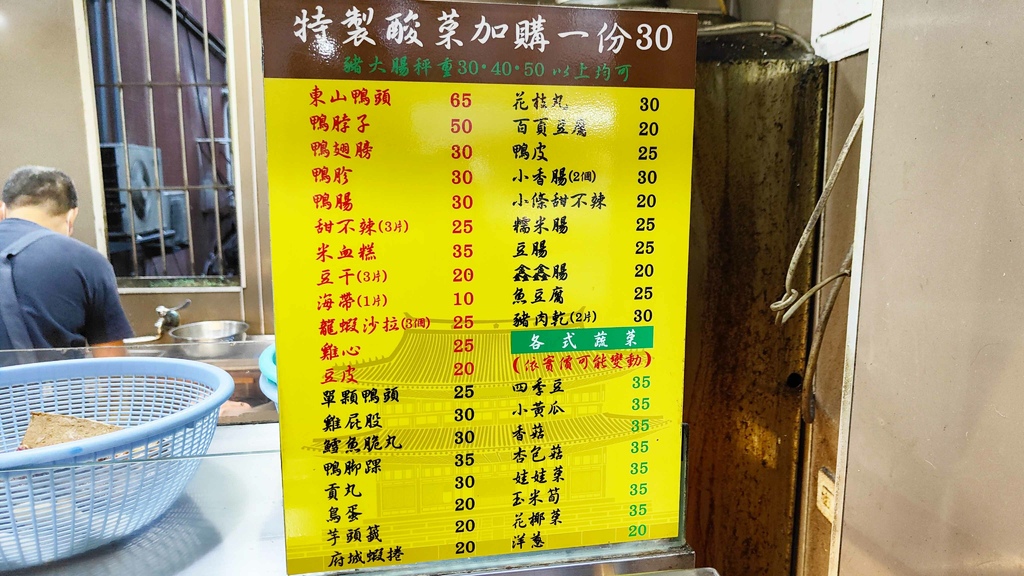 特製酸菜加購一份30
豬大腸秤重30·40·50 以上均可
東山鴨頭 65
鴨脖子 50
鴨翅膀 30
鴨胗 30
鴨腸 30
甜不辣(3片) 25
米血糕 35
豆干(3片) 20
海帶(1片) 10
龍蝦沙拉(3個) 25
雞心 25
豆皮 20
單顆鴨頭 25
雞屁股 30
鱈魚脆丸 30
鴨腳踝 35
貢丸 30
鳥蛋 20
芋頭籤 20
府城蝦捲 20
花枝丸 30
百頁豆腐 20
鴨皮 25
小香腸(2個) 30
小條甜不辣 20
糯米腸 25
豆腸 25
鑫鑫腸 20
魚豆腐 25
豬肉乾(2片) 30
各式蔬菜
(依實價可能變動)
四季豆 35
小黃瓜 35
香菇 35
杏包菇 35
娃娃菜 35
玉米筍 35
花椰菜 35
洋蔥 20